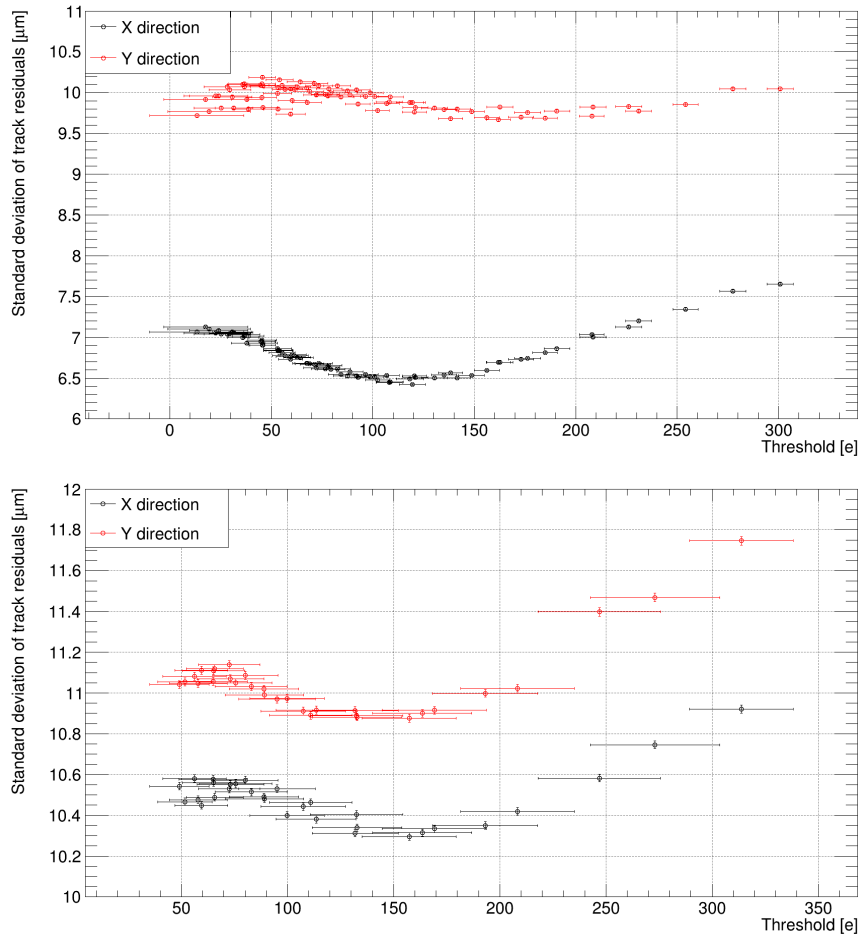 Standard deviation of track residuals [μm]
11
10.5
10
9.5
9
8.5
8
7.5
7
6.5
6
X direction
Y direction
0 50 100 150 200 250 300
Threshold [e]
Standard deviation of track residuals [μm]
12
11.8
11.6
11.4
11.2
11
10.8
10.6
10.4
10.2
10
X direction
Y direction
50 100 150 200 250 300 350
Threshold [e]